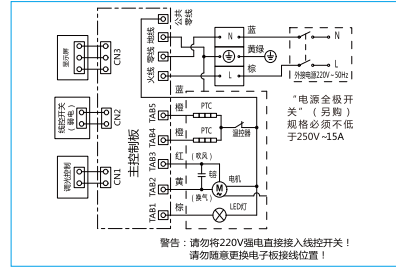 公共
零线
地线
零线
火线
蓝
N
黄绿
棕
L
N
L
外接电源220V～50Hz
"电源全极开
关"（另购）
规格必须不低
于250V ~15A
显示屏
CN3
线控开关
（弱电）
CN2
调光控制
CN1
主控制板
蓝
TAB5
橙
PTC
TAB4
橙
PTC
温控器
TAB3
红
（吹风）
TAB2
黄
（换气）
电机
M
TAB1
棕
LED灯
警告：请勿将220V强电直接接入线控开关！
请勿随意更换电子板接线位置！